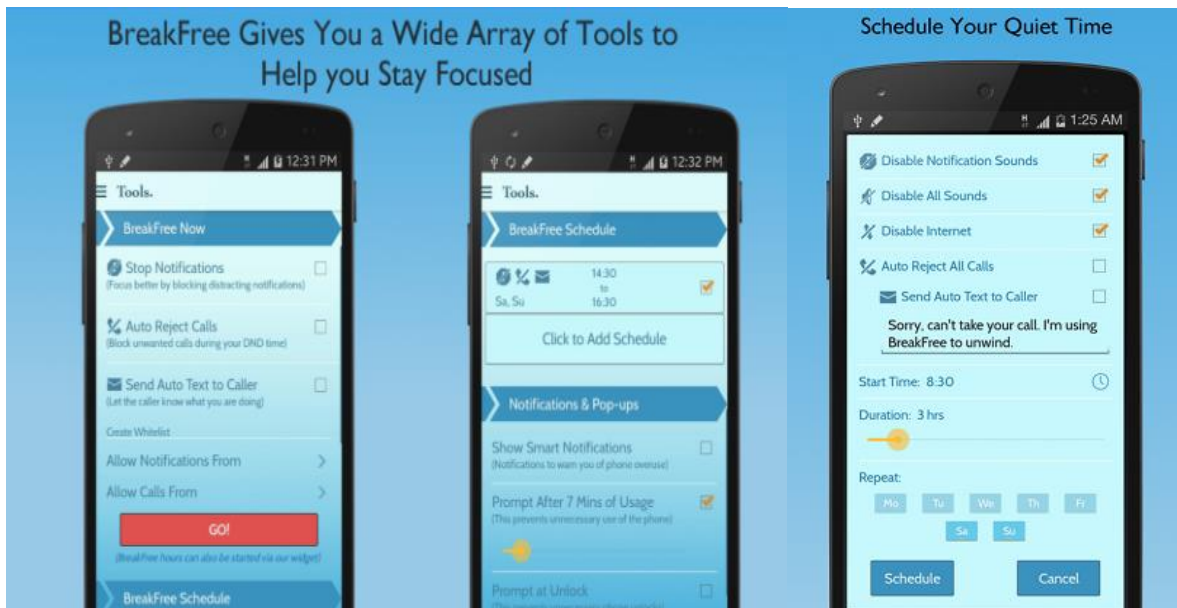 BreakFree Gives You a Wide Array of Tools to
Help you Stay Focused
12:31 PM
Tools.
BreakFree Now
Stop Notifications
(Focus better by blocking distracting notifications)
Auto Reject Calls
(Block unwanted calls during your DND time)
Send Auto Text to Caller
(Let the caller know what you are doing)
Create Whitelist
Allow Notifications From
Allow Calls From
GO!
(BreakFree hours can also be started via our widget)
BreakFree Schedule
12:32 PM
Tools.
BreakFree Schedule
14:30
to
Sa, Su 16:30
Click to Add Schedule
Notifications & Pop-ups
Show Smart Notifications
(Notifications to warn you of phone overuse)
Prompt After 7 Mins of Usage
(This prevents unnecessary use of the phone)
Prompt at Unlock
(This prevents unnecessary phone unlocks)
Schedule Your Quiet Time
H 1:25 AM
Disable Notification Sounds
Disable All Sounds
Disable Internet
Auto Reject All Calls
Send Auto Text to Caller
Sorry, can't take your call. I'm using
BreakFree to unwind.
Start Time: 8:30
Duration: 3 hrs
Repeat:
Mo Tu We Th Fr
Sa Su
Schedule Cancel